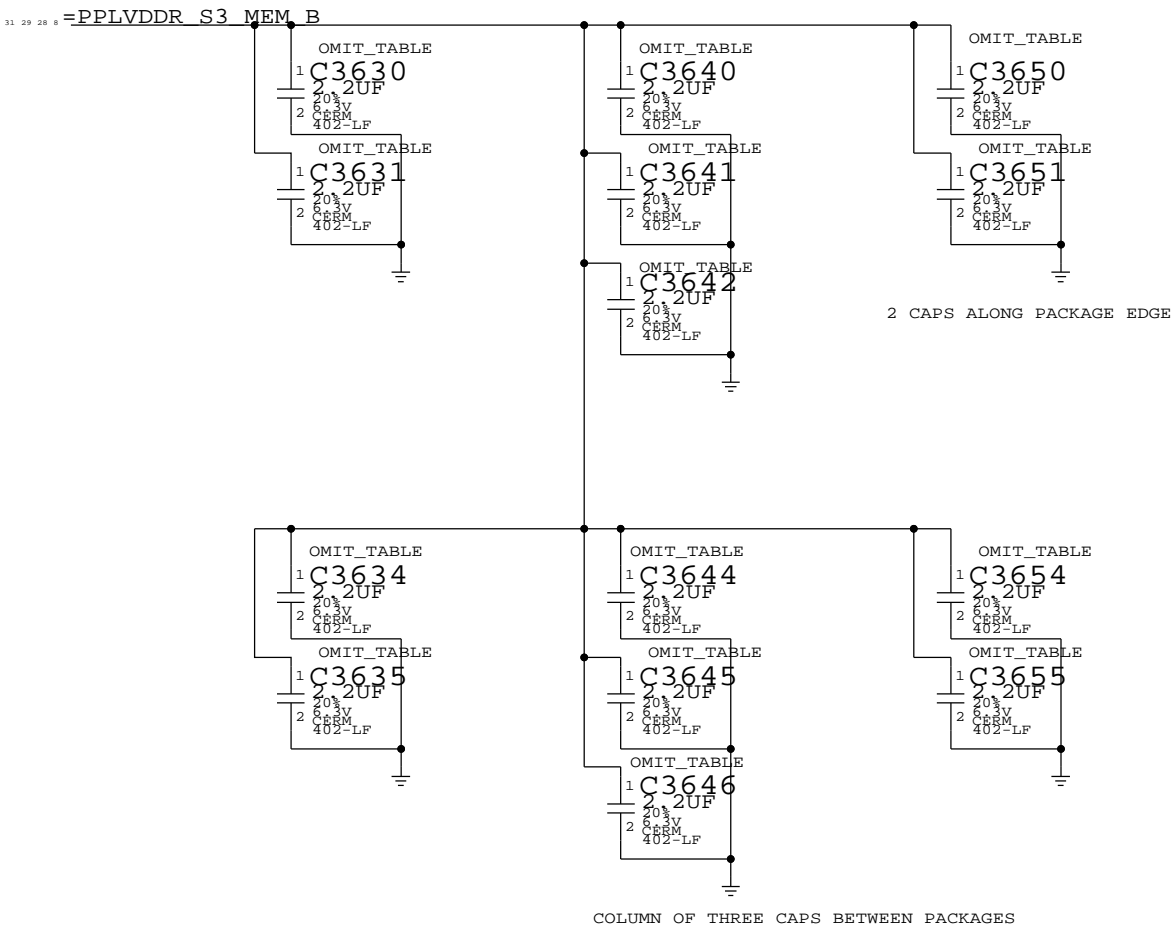 31 29 28 8 =PPLVDDR_S3_MEM_B
OMIT_TABLE
1 C3630
2.2UF
20%
6.3V
2 CERM
402-LF
OMIT_TABLE
1 C3631
2.2UF
20%
6.3V
2 CERM
402-LF
OMIT_TABLE
1 C3640
2.2UF
20%
6.3V
2 CERM
402-LF
OMIT_TABLE
1 C3641
2.2UF
20%
6.3V
2 CERM
402-LF
OMIT_TABLE
1 C3642
2.2UF
20%
6.3V
2 CERM
402-LF
OMIT_TABLE
1 C3650
2.2UF
20%
6.3V
2 CERM
402-LF
OMIT_TABLE
1 C3651
2.2UF
20%
6.3V
2 CERM
402-LF
2 CAPS ALONG PACKAGE EDGE
OMIT_TABLE
1 C3634
2.2UF
20%
6.3V
2 CERM
402-LF
OMIT_TABLE
1 C3635
2.2UF
20%
6.3V
2 CERM
402-LF
OMIT_TABLE
1 C3644
2.2UF
20%
6.3V
2 CERM
402-LF
OMIT_TABLE
1 C3645
2.2UF
20%
6.3V
2 CERM
402-LF
OMIT_TABLE
1 C3646
2.2UF
20%
6.3V
2 CERM
402-LF
OMIT_TABLE
1 C3654
2.2UF
20%
6.3V
2 CERM
402-LF
OMIT_TABLE
1 C3655
2.2UF
20%
6.3V
2 CERM
402-LF
COLUMN OF THREE CAPS BETWEEN PACKAGES